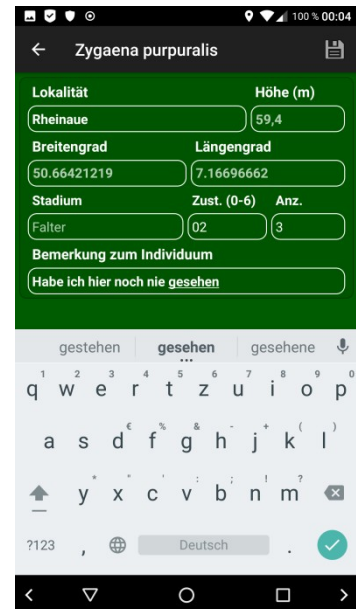 100 % 00:04
Zygaena purpuralis
Lokalität Höhe (m)
Rheinaue 59,4
Breitengrad Längengrad
50.66421219 7.16696662
Stadium Zust. (0-6) Anz.
Falter 02 3
Bemerkung zum Individuum
Habe ich hier noch nie gesehen
gestehen gesehen gesehene
1 2 3 4 5 6 7 8 9 0
q w e r t z u i o p
€ % & - + ( )
a s d f g h j k l
* " ' : ; ! ?
y x c v b n m
?123 , Deutsch .